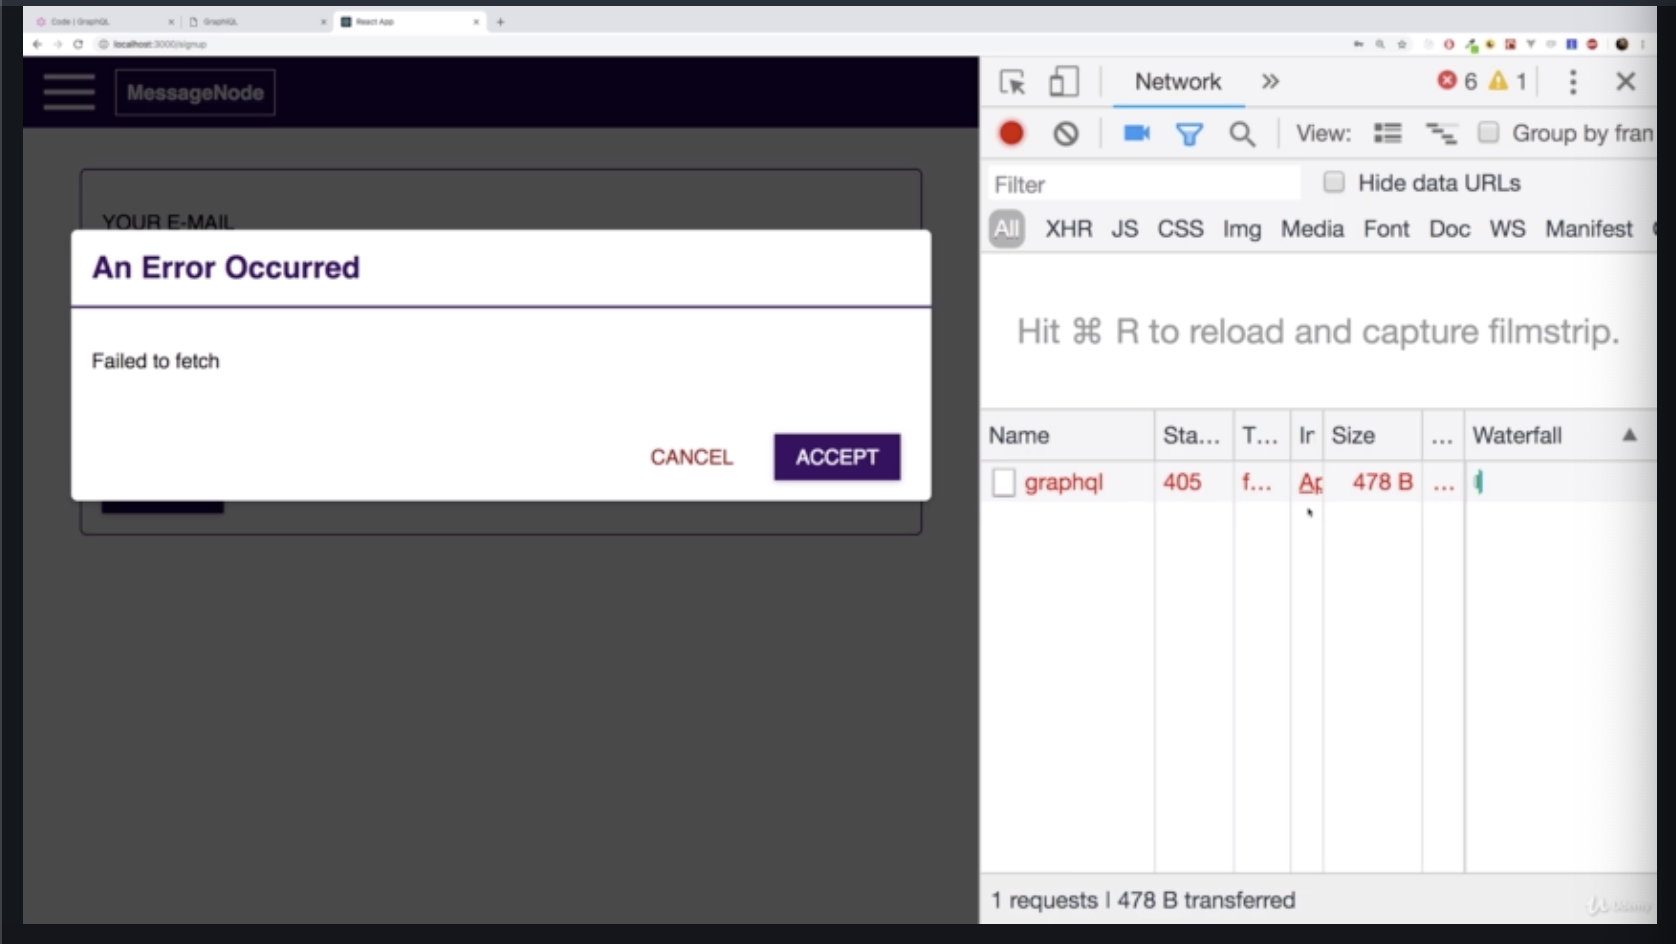 Code | GraphQL
GraphiQL
React App
localhost:3000/signup
MessageNode
YOUR E-MAIL
An Error Occurred
Failed to fetch
CANCEL
ACCEPT
Network
6
1
View:
Group by fran
Filter
Hide data URLs
All XHR JS CSS Img Media Font Doc WS Manifest
Hit ⌘ R to reload and capture filmstrip.
Name Sta... T... Ir Size ... Waterfall
graphql 405 f... Ap 478 B ...
1 requests | 478 B transferred
Udemy